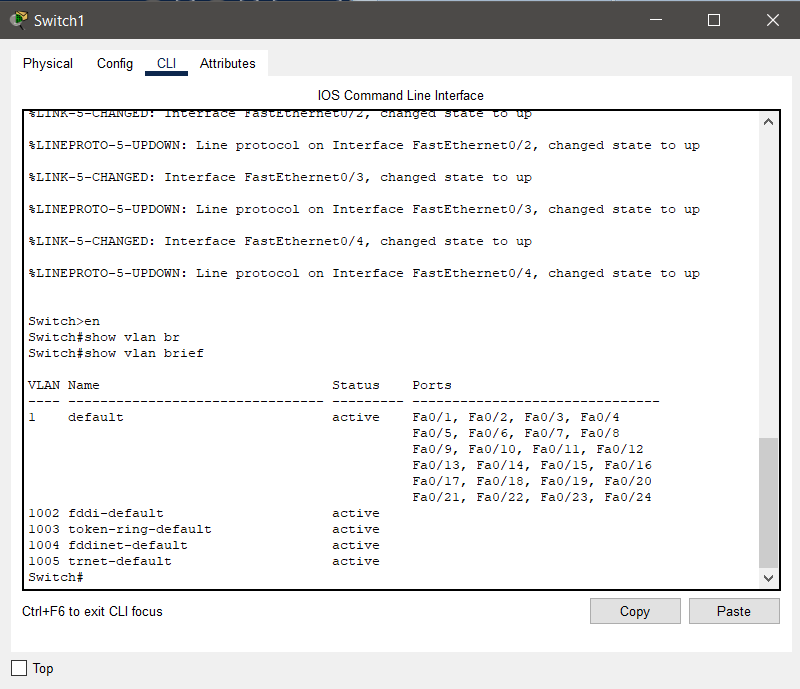 Switch1
Physical Config CLI Attributes
IOS Command Line Interface
%LINK-5-CHANGED: Interface FastEthernet0/2, changed state to up
%LINEPROTO-5-UPDOWN: Line protocol on Interface FastEthernet0/2, changed state to up
%LINK-5-CHANGED: Interface FastEthernet0/3, changed state to up
%LINEPROTO-5-UPDOWN: Line protocol on Interface FastEthernet0/3, changed state to up
%LINK-5-CHANGED: Interface FastEthernet0/4, changed state to up
%LINEPROTO-5-UPDOWN: Line protocol on Interface FastEthernet0/4, changed state to up
Switch>en
Switch#show vlan br
Switch#show vlan brief
VLAN Name                             Status    Ports
---- -------------------------------- --------- -------------------------------
1    default                          active    Fa0/1, Fa0/2, Fa0/3, Fa0/4
                                                Fa0/5, Fa0/6, Fa0/7, Fa0/8
                                                Fa0/9, Fa0/10, Fa0/11, Fa0/12
                                                Fa0/13, Fa0/14, Fa0/15, Fa0/16
                                                Fa0/17, Fa0/18, Fa0/19, Fa0/20
                                                Fa0/21, Fa0/22, Fa0/23, Fa0/24
1002 fddi-default                     active
1003 token-ring-default               active
1004 fddinet-default                  active
1005 trnet-default                    active
Switch#
Ctrl+F6 to exit CLI focus
Copy Paste
Top